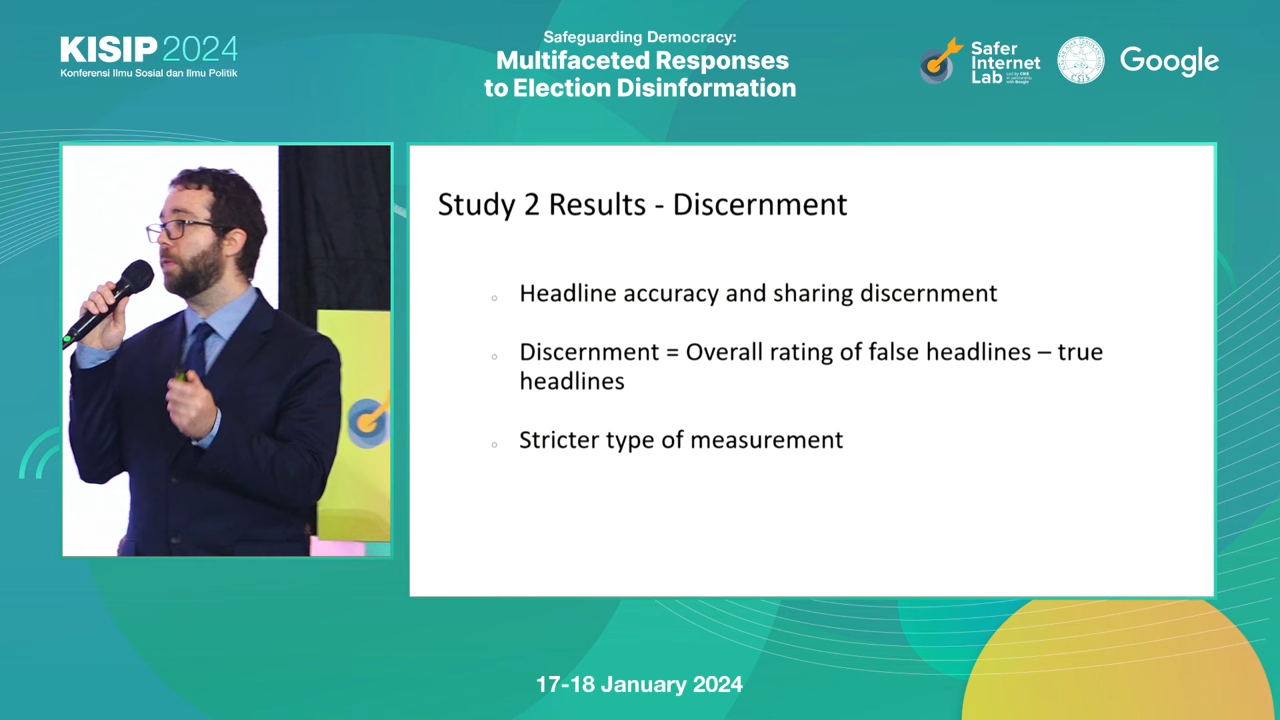 KISIP 2024
Konferensi Ilmu Sosial dan Ilmu Politik
Safeguarding Democracy:
Multifaceted Responses
to Election Disinformation
Safer
Internet
Lab
CSIS
Google
Study 2 Results - Discernment
Headline accuracy and sharing discernment
Discernment = Overall rating of false headlines – true
headlines
Stricter type of measurement
17-18 January 2024